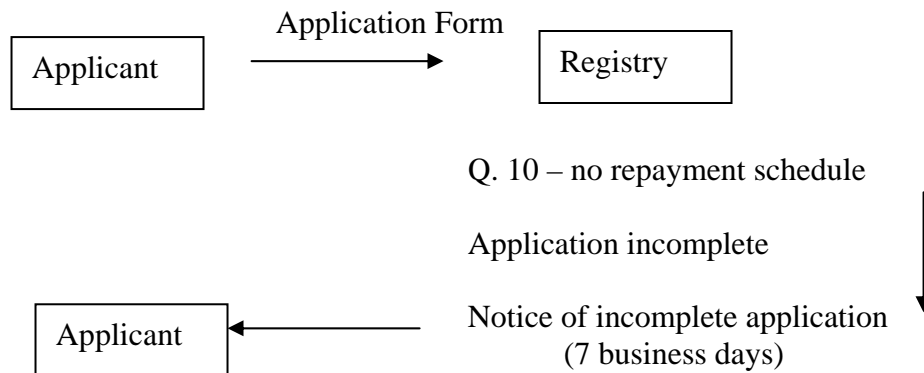 Application Form
Applicant
Registry
Q. 10 – no repayment schedule
Application incomplete
Notice of incomplete application
(7 business days)
Applicant